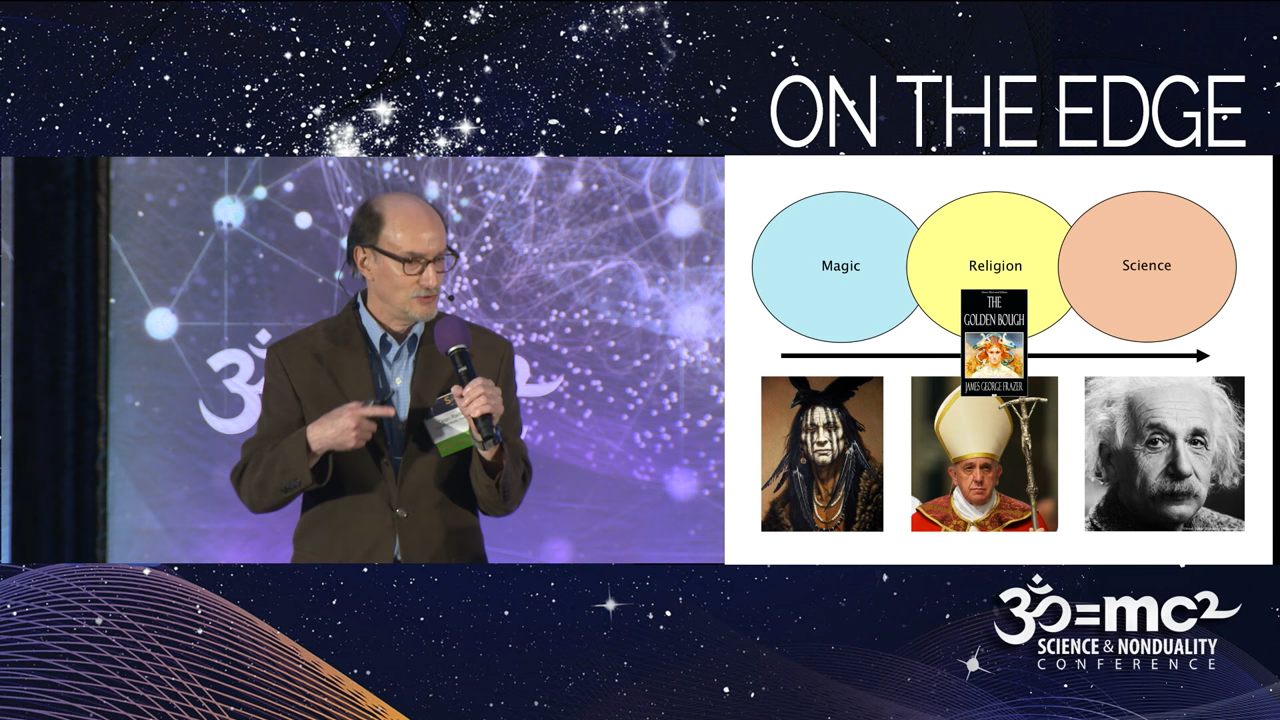 ON THE EDGE
Magic
Religion
Science
THE
GOLDEN BOUGH
JAMES GEORGE FRAZER
ॐ
ॐ=mc2
SCIENCE & NONDUALITY
CONFERENCE